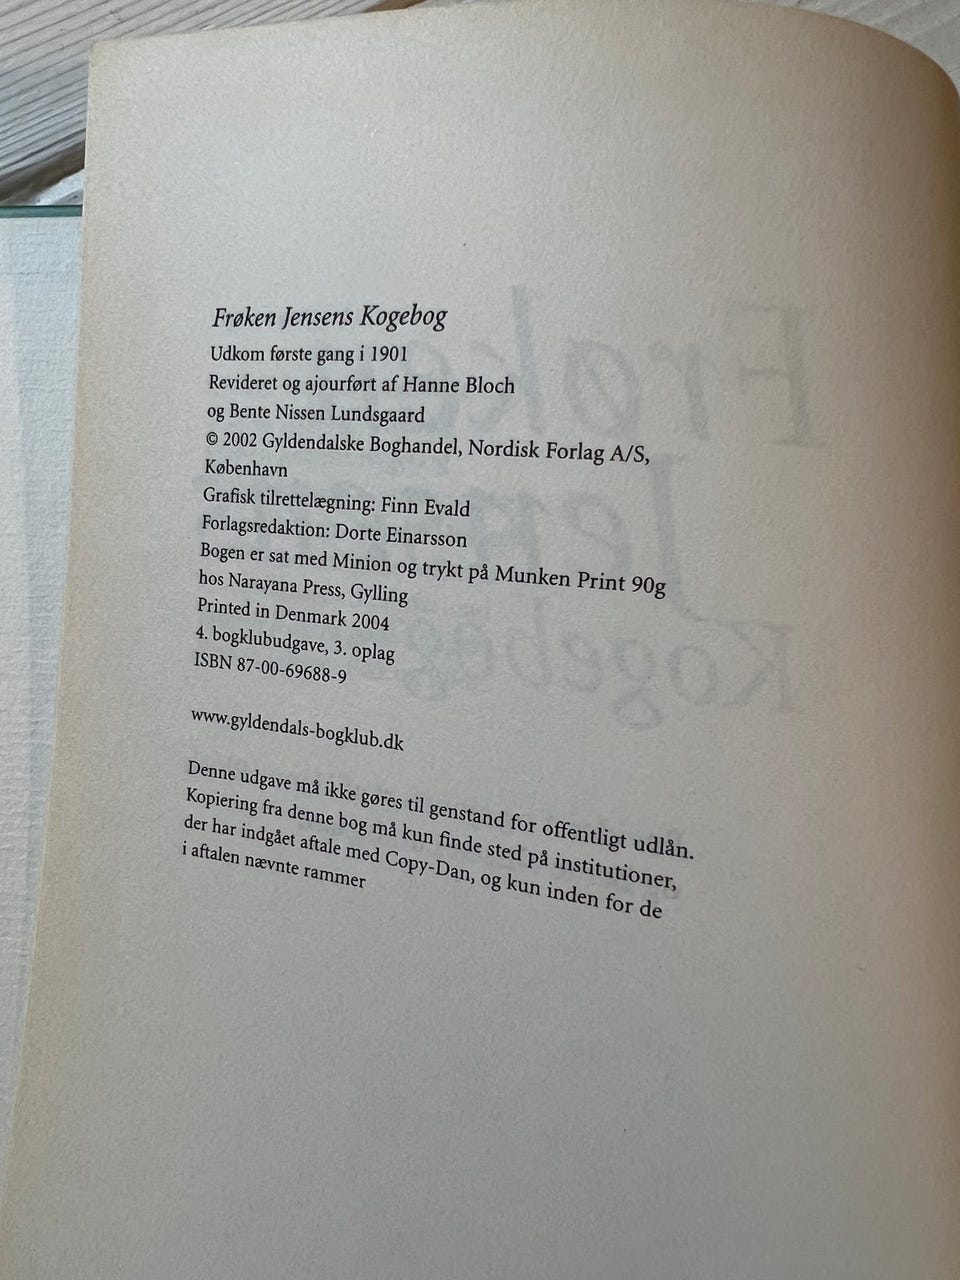 Frøken Jensens Kogebog
Udkom første gang i 1901
Revideret og ajourført af Hanne Bloch
og Bente Nissen Lundsgaard
© 2002 Gyldendalske Boghandel, Nordisk Forlag A/S,
København
Grafisk tilrettelægning: Finn Evald
Forlagsredaktion: Dorte Einarsson
Bogen er sat med Minion og trykt på Munken Print 90g
hos Narayana Press, Gylling
Printed in Denmark 2004
4. bogklubudgave, 3. oplag
ISBN 87-00-69688-9
www.gyldendals-bogklub.dk
Denne udgave må ikke gøres til genstand for offentligt udlån.
Kopiering fra denne bog må kun finde sted på institutioner,
der har indgået aftale med Copy-Dan, og kun inden for de
i aftalen nævnte rammer